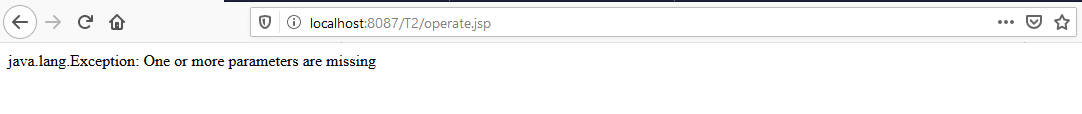 localhost:8087/T2/operate.jsp
java.lang.Exception: One or more parameters are missing